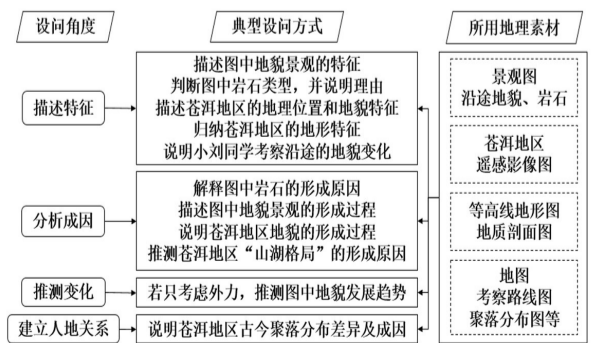 设问角度
典型设问方式
所用地理素材
描述特征
描述图中地貌景观的特征
判断图中岩石类型，并说明理由
描述苍洱地区的地理位置和地貌特征
归纳苍洱地区的地形特征
说明小刘同学考察沿途的地貌变化
分析成因
解释图中岩石的形成原因
描述图中地貌景观的形成过程
说明苍洱地区地貌的形成过程
推测苍洱地区“山湖格局”的形成原因
推测变化
若只考虑外力，推测图中地貌发展趋势
建立人地关系
说明苍洱地区古今聚落分布差异及成因
景观图
沿途地貌、岩石
苍洱地区
遥感影像图
等高线地形图
地质剖面图
地图
考察路线图
聚落分布图等